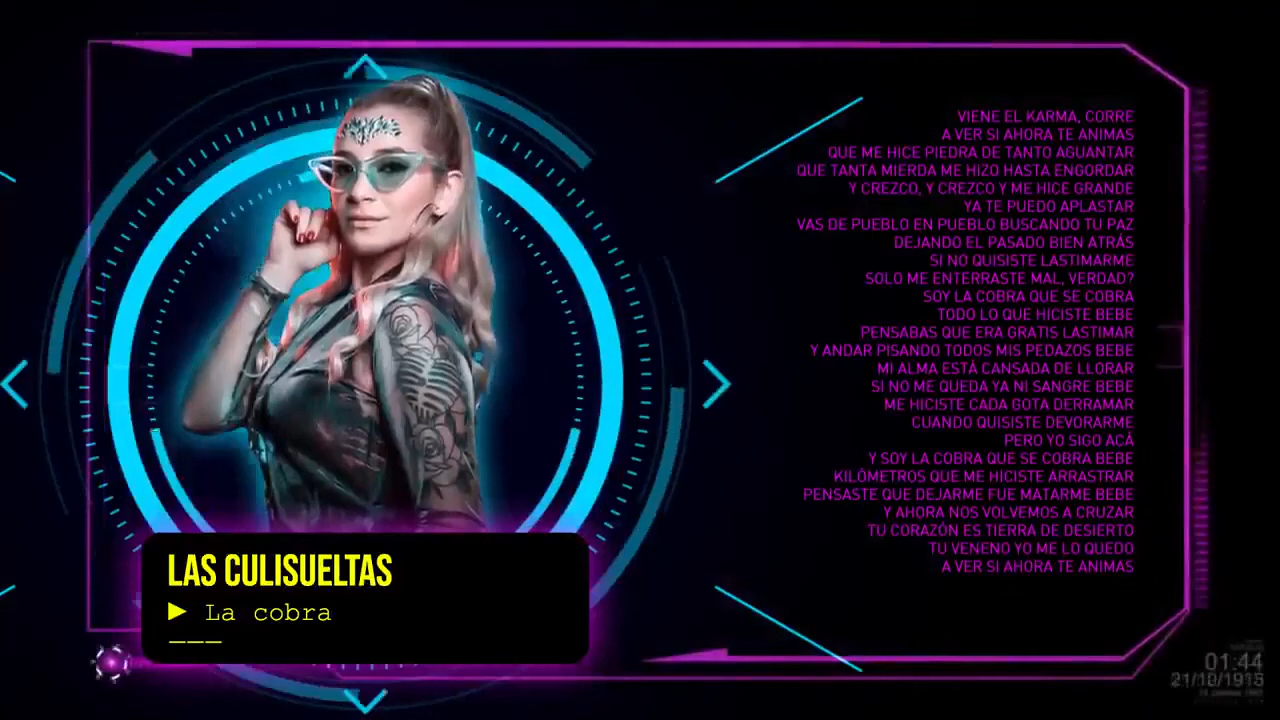 VIENE EL KARMA, CORRE
A VER SI AHORA TE ANIMAS
QUE ME HICE PIEDRA DE TANTO AGUANTAR
QUE TANTA MIERDA ME HIZO HASTA ENGORDAR
Y CREZCO, Y CREZCO Y ME HICE GRANDE
YA TE PUEDO APLASTAR
VAS DE PUEBLO EN PUEBLO BUSCANDO TU PAZ
DEJANDO EL PASADO BIEN ATRÁS
SI NO QUISISTE LASTIMARME
SOLO ME ENTERRASTE MAL, VERDAD?
SOY LA COBRA QUE SE COBRA
TODO LO QUE HICISTE BEBE
PENSABAS QUE ERA GRATIS LASTIMAR
Y ANDAR PISANDO TODOS MIS PEDAZOS BEBE
MI ALMA ESTÁ CANSADA DE LLORAR
SI NO ME QUEDA YA NI SANGRE BEBE
ME HICISTE CADA GOTA DERRAMAR
CUANDO QUISISTE DEVORARME
PERO YO SIGO ACÁ
Y SOY LA COBRA QUE SE COBRA BEBE
KILÓMETROS QUE ME HICISTE ARRASTRAR
PENSASTE QUE DEJARME FUE MATARME BEBE
Y AHORA NOS VOLVEMOS A CRUZAR
TU CORAZÓN ES TIERRA DE DESIERTO
TU VENENO YO ME LO QUEDO
A VER SI AHORA TE ANIMAS
LAS CULISUELTAS
► La cobra
___
01:44
21/10/1915